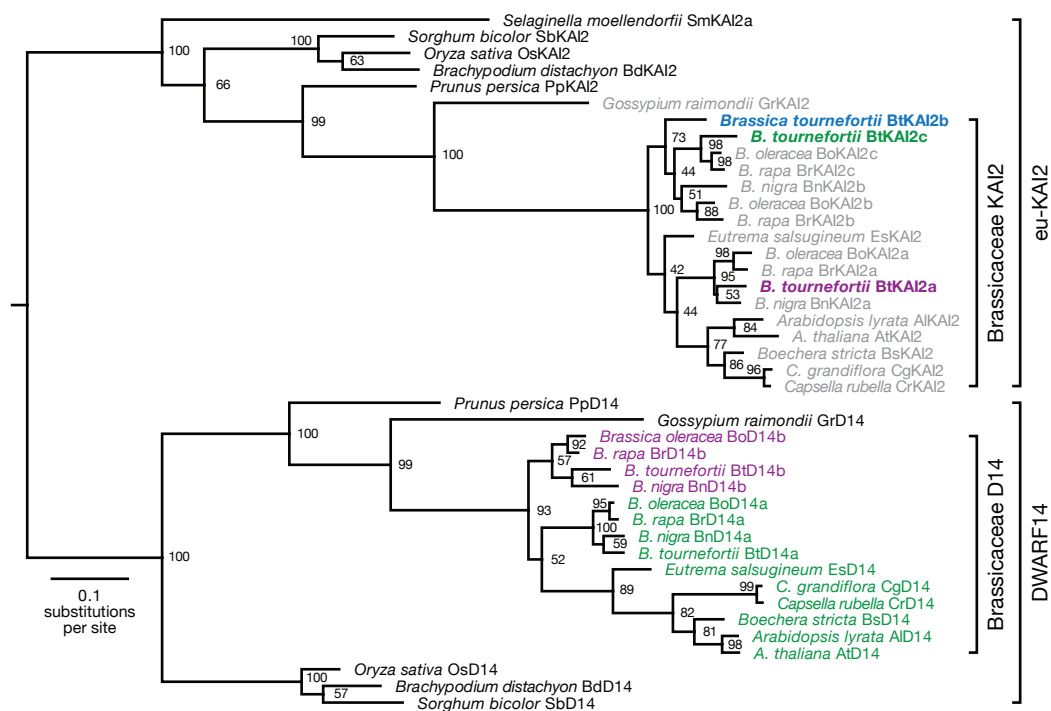 Selaginella moellendorfii SmKAI2a
100
Sorghum bicolor SbKAI2
100
Oryza sativa OsKAI2
63
Brachypodium distachyon BdKAI2
66
Prunus persica PpKAI2
99
Gossypium raimondii GrKAI2
100
Brassica tournefortii BtKAI2b
73
B. tournefortii BtKAI2c
98
B. oleracea BoKAI2c
98
B. rapa BrKAI2c
44
B. nigra BnKAI2b
51
B. oleracea BoKAI2b
88
B. rapa BrKAI2b
100
Eutrema salsugineum EsKAI2
42
B. oleracea BoKAI2a
98
B. rapa BrKAI2a
95
B. tournefortii BtKAI2a
53
B. nigra BnKAI2a
44
Arabidopsis lyrata AlKAI2
84
A. thaliana AtKAI2
77
Boechera stricta BsKAI2
86
C. grandiflora CgKAI2
96
Capsella rubella CrKAI2
Brassicaceae KAI2
eu-KAI2
Prunus persica PpD14
100
Gossypium raimondii GrD14
99
Brassica oleracea BoD14b
92
B. rapa BrD14b
57
B. tournefortii BtD14b
61
B. nigra BnD14b
93
B. oleracea BoD14a
95
B. rapa BrD14a
100
B. nigra BnD14a
59
B. tournefortii BtD14a
52
Eutrema salsugineum EsD14
89
C. grandiflora CgD14
99
Capsella rubella CrD14
82
Boechera stricta BsD14
81
Arabidopsis lyrata AlD14
98
A. thaliana AtD14
100
Oryza sativa OsD14
100
Brachypodium distachyon BdD14
57
Sorghum bicolor SbD14
Brassicaceae D14
DWARF14
0.1
substitutions
per site